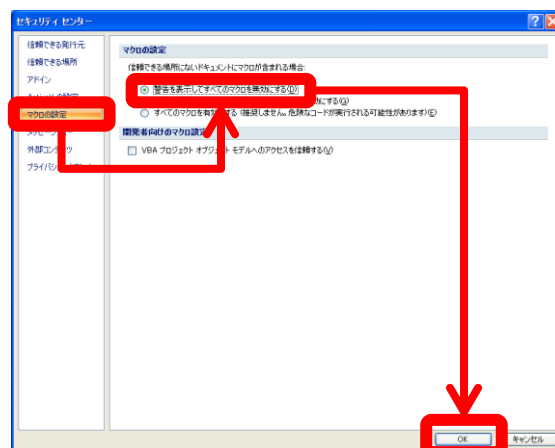 セキュリティ センター
信頼できる発行元
信頼できる場所
アドイン
マクロの設定
外部コンテンツ
マクロの設定
信頼できる場所にないドキュメントにマクロが含まれる場合:
警告を表示してすべてのマクロを無効にする(D)
にする(G)
すべてのマクロを有効 する (推奨しません。危険なコードが実行される可能性があります)(E)
開発者向けのマクロ設定
VBA プロジェクト オブジェクト モデルへのアクセスを信頼する(V)
OK
キャンセル